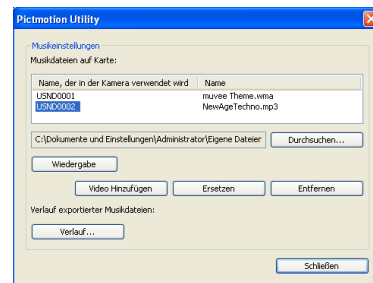 Pictmotion Utility
Musikeinstellungen
Musikdateien auf Karte:
Name, der in der Kamera verwendet wird Name
USND0001 muvee Theme.wma
USND0002 NewAgeTechno.mp3
C:\Dokumente und Einstellungen\Administrator\Eigene Dateier Durchsuchen...
Wiedergabe
Video Hinzufügen Ersetzen Entfernen
Verlauf exportierter Musikdateien:
Verlauf...
Schließen